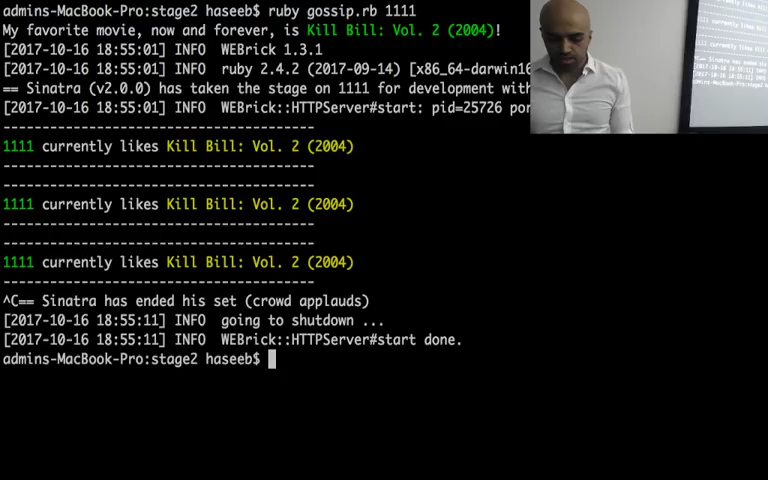 admins-MacBook-Pro:stage2 haseeb$ ruby gossip.rb 1111
My favorite movie, now and forever, is Kill Bill: Vol. 2 (2004)!
[2017-10-16 18:55:01] INFO  WEBrick 1.3.1
[2017-10-16 18:55:01] INFO  ruby 2.4.2 (2017-09-14) [x86_64-darwin16
== Sinatra (v2.0.0) has taken the stage on 1111 for development with
[2017-10-16 18:55:01] INFO  WEBrick::HTTPServer#start: pid=25726 por
----------------------------------------
1111 currently likes Kill Bill: Vol. 2 (2004)
----------------------------------------
----------------------------------------
1111 currently likes Kill Bill: Vol. 2 (2004)
----------------------------------------
----------------------------------------
1111 currently likes Kill Bill: Vol. 2 (2004)
----------------------------------------
^C== Sinatra has ended his set (crowd applauds)
[2017-10-16 18:55:11] INFO  going to shutdown ...
[2017-10-16 18:55:11] INFO  WEBrick::HTTPServer#start done.
admins-MacBook-Pro:stage2 haseeb$